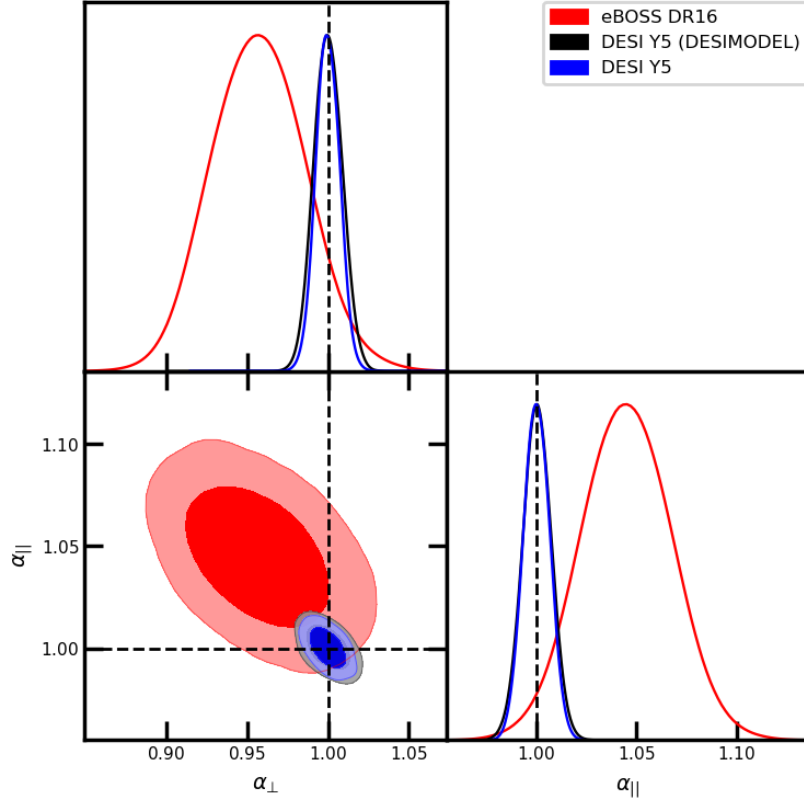 eBOSS DR16
DESI Y5 (DESIMODEL)
DESI Y5
1.10
1.05
1.00
α||
0.90
0.95
1.00
1.05
α⊥
1.00
1.05
1.10
α||